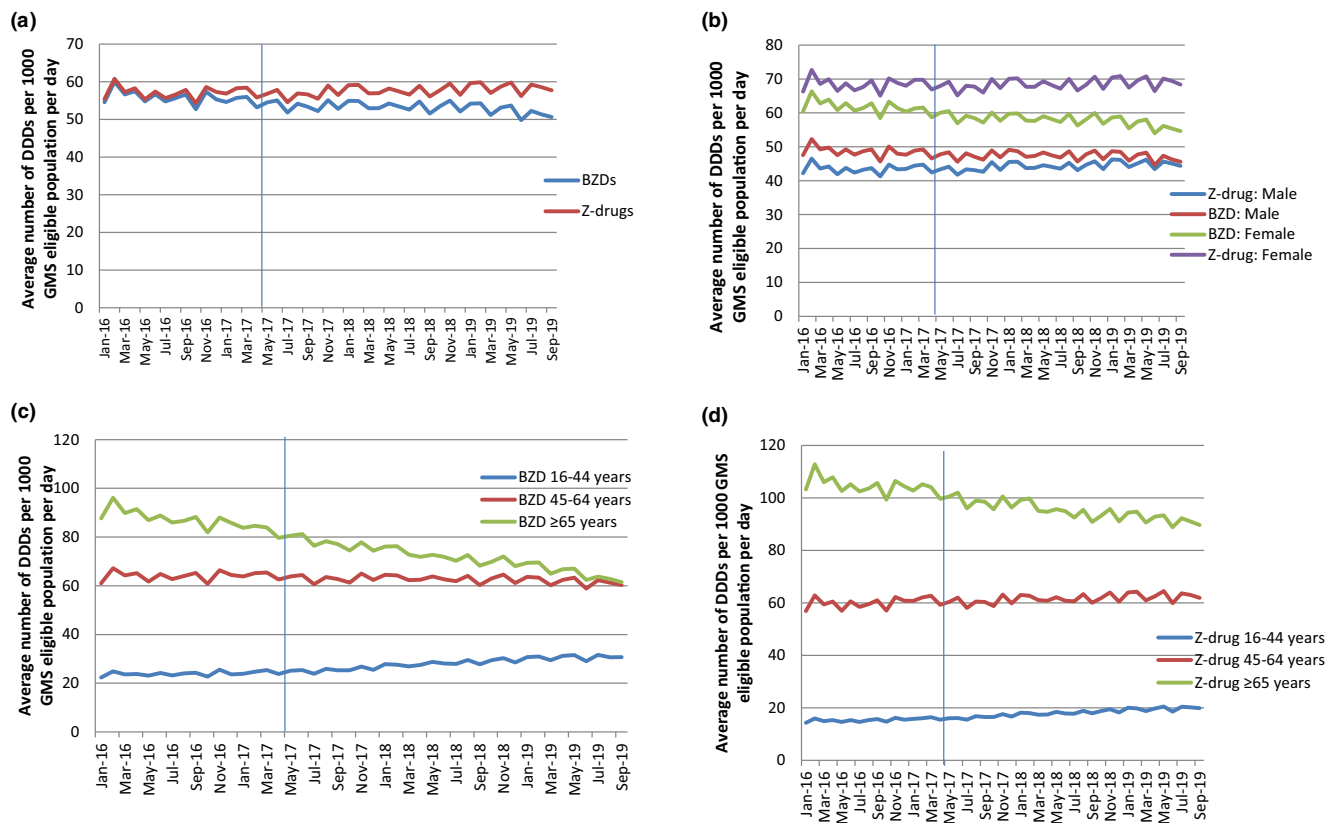 (a)
Average number of DDDs per 1000
GMS eligible population per day
70
60
50
40
30
20
10
0
Jan-16
Mar-16
May-16
Jul-16
Sep-16
Nov-16
Jan-17
Mar-17
May-17
Jul-17
Sep-17
Nov-17
Jan-18
Mar-18
May-18
Jul-18
Sep-18
Nov-18
Jan-19
Mar-19
May-19
Jul-19
Sep-19
BZDs
Z-drugs
(b)
Average number of DDDs per 1000
GMS eligible population per day
80
70
60
50
40
30
20
10
0
Jan-16
Mar-16
May-16
Jul-16
Sep-16
Nov-16
Jan-17
Mar-17
May-17
Jul-17
Sep-17
Nov-17
Jan-18
Mar-18
May-18
Jul-18
Sep-18
Nov-18
Jan-19
Mar-19
May-19
Jul-19
Sep-19
Z-drug: Male
BZD: Male
BZD: Female
Z-drug: Female
(c)
Average number of DDDs per 1000
GMS eligible population per day
120
100
80
60
40
20
0
Jan-16
Mar-16
May-16
Jul-16
Sep-16
Nov-16
Jan-17
Mar-17
May-17
Jul-17
Sep-17
Nov-17
Jan-18
Mar-18
May-18
Jul-18
Sep-18
Nov-18
Jan-19
Mar-19
May-19
Jul-19
Sep-19
BZD 16-44 years
BZD 45-64 years
BZD ≥65 years
(d)
Average number of DDDs per 1000 GMS
eligible population per day
120
100
80
60
40
20
0
Jan-16
Mar-16
May-16
Jul-16
Sep-16
Nov-16
Jan-17
Mar-17
May-17
Jul-17
Sep-17
Nov-17
Jan-18
Mar-18
May-18
Jul-18
Sep-18
Nov-18
Jan-19
Mar-19
May-19
Jul-19
Sep-19
Z-drug 16-44 years
Z-drug 45-64 years
Z-drug ≥65 years